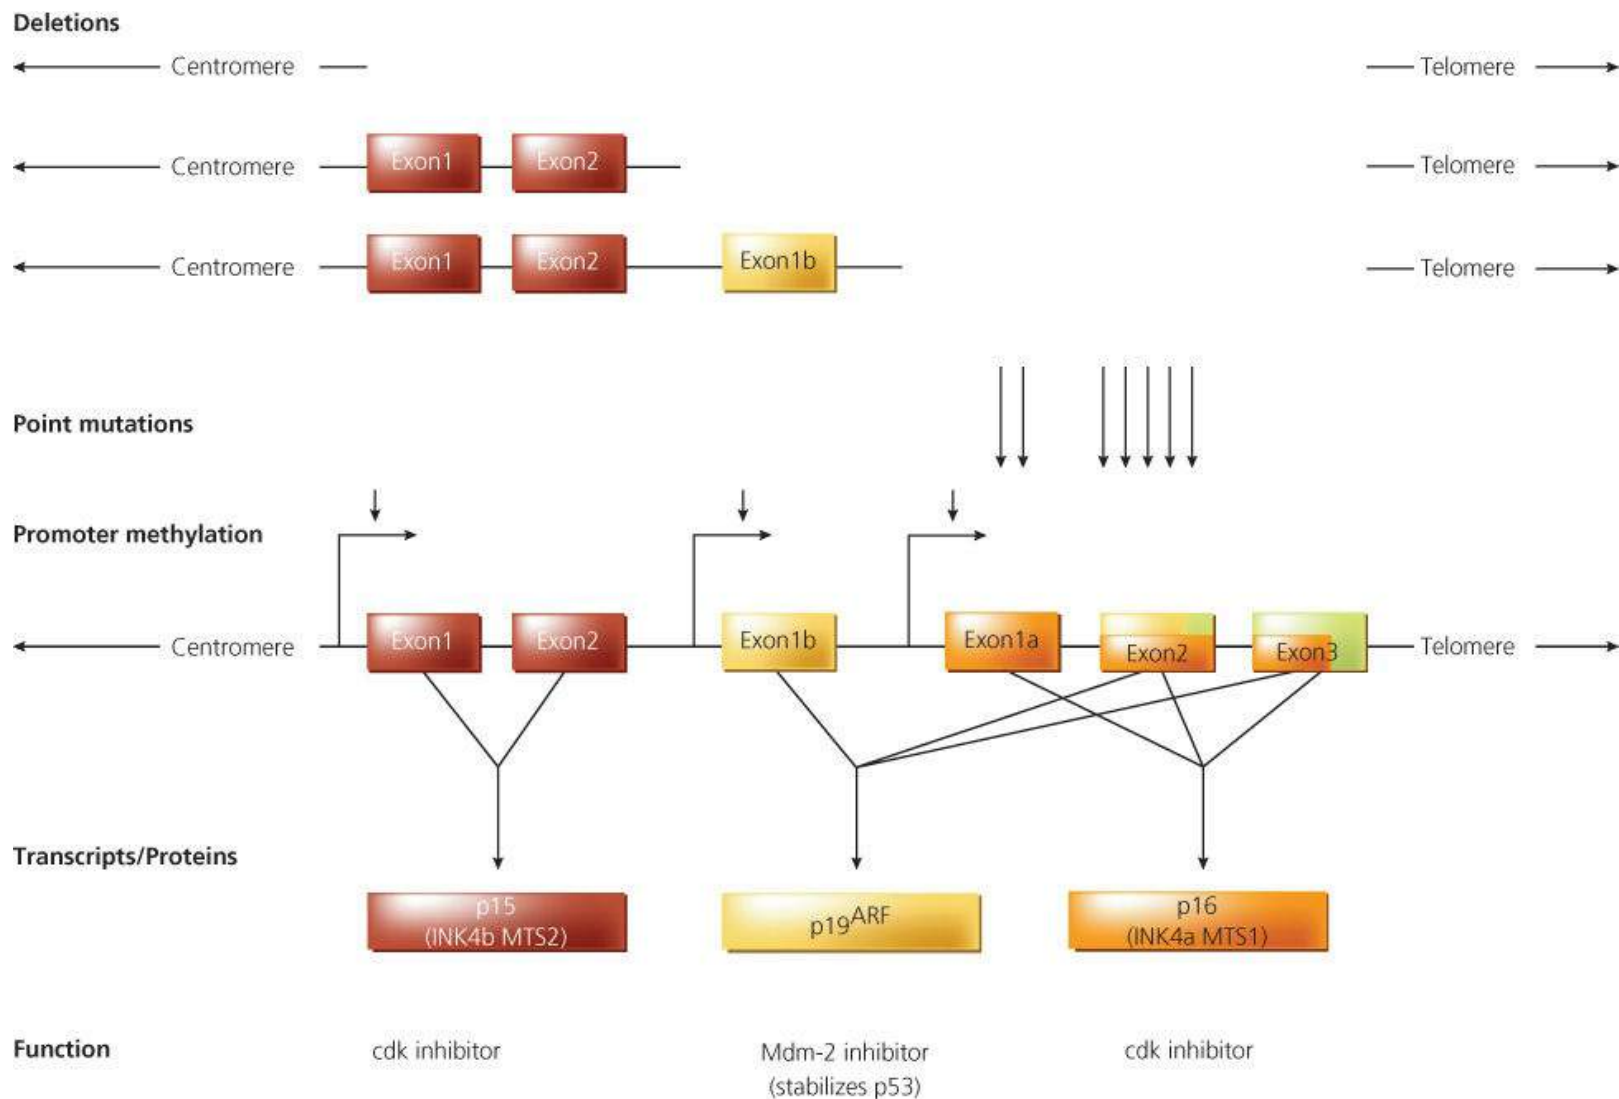 Deletions
Centromere Telomere
Centromere Exon1 Exon2 Telomere
Centromere Exon1 Exon2 Exon1b Telomere
Point mutations
Promoter methylation
Centromere Exon1 Exon2 Exon1b Exon1a Exon2 Exon3 Telomere
Transcripts/Proteins
p15
(INK4b MTS2)
p19ARF
p16
(INK4a MTS1)
Function
cdk inhibitor
Mdm-2 inhibitor
(stabilizes p53)
cdk inhibitor